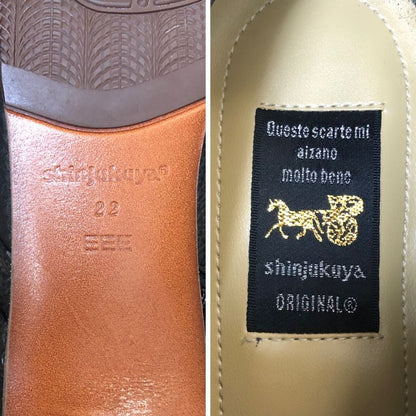 shinjukuya®
22
EEE
Queste scarte mi
aizano
molto bene
shinjukuya
ORIGINAL®